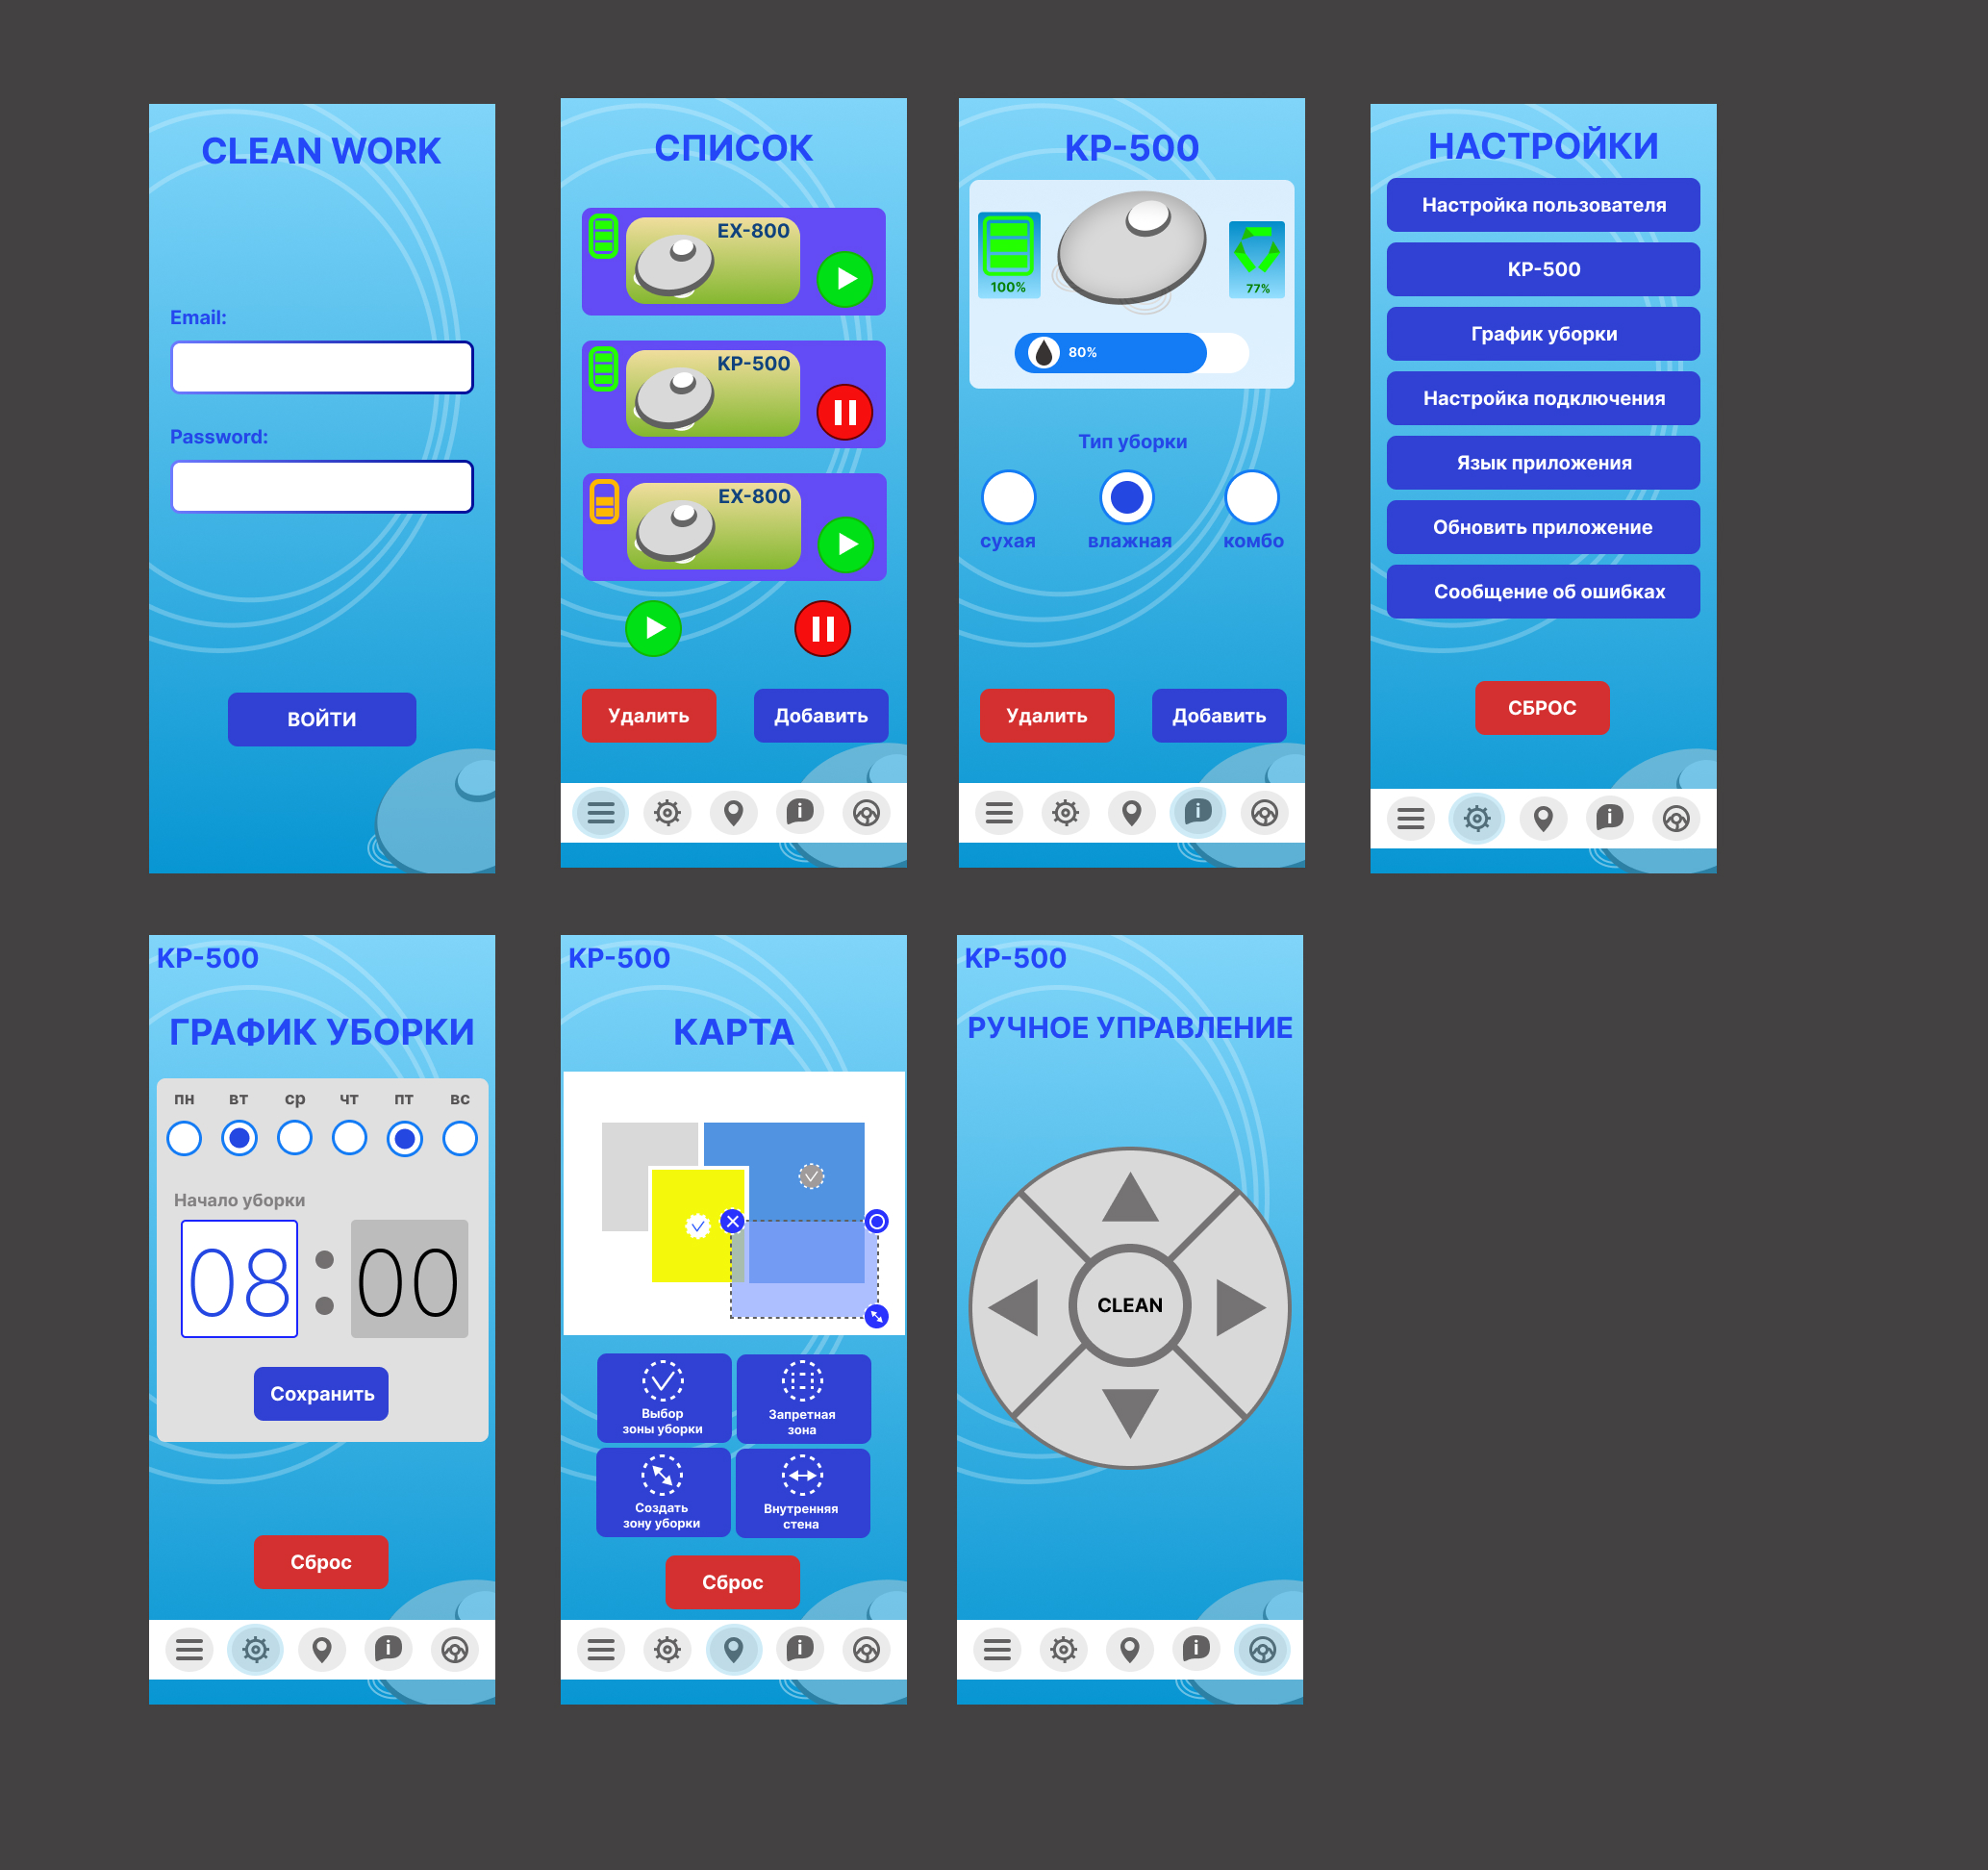 CLEAN WORK
Email:
Password:
ВОЙТИ
СПИСОК
EX-800
KP-500
EX-800
Удалить
Добавить
KP-500
100%
77%
80%
Тип уборки
сухая
влажная
комбо
Удалить
Добавить
НАСТРОЙКИ
Настройка пользователя
KP-500
График уборки
Настройка подключения
Язык приложения
Обновить приложение
Сообщение об ошибках
СБРОС
KP-500
ГРАФИК УБОРКИ
пн вт ср чт пт вс
Начало уборки
08 : 00
Сохранить
Сброс
KP-500
КАРТА
Выбор
зоны уборки
Запретная
зона
Создать
зону уборки
Внутренняя
стена
Сброс
KP-500
РУЧНОЕ УПРАВЛЕНИЕ
CLEAN